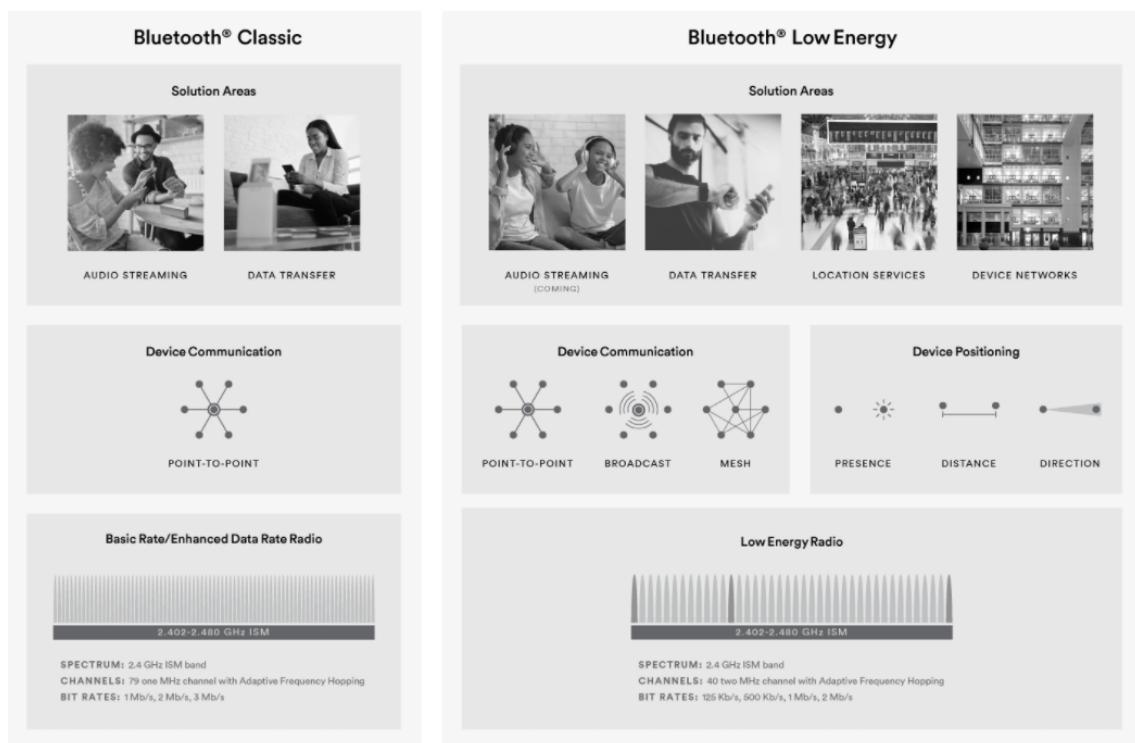 Bluetooth® Classic
Solution Areas
AUDIO STREAMING
DATA TRANSFER
Device Communication
POINT-TO-POINT
Basic Rate/Enhanced Data Rate Radio
2.402-2.480 GHz ISM
SPECTRUM: 2.4 GHz ISM band
CHANNELS: 79 one MHz channel with Adaptive Frequency Hopping
BIT RATES: 1 Mb/s, 2 Mb/s, 3 Mb/s
Bluetooth® Low Energy
Solution Areas
AUDIO STREAMING
(COMING)
DATA TRANSFER
LOCATION SERVICES
DEVICE NETWORKS
Device Communication
POINT-TO-POINT
BROADCAST
MESH
Device Positioning
PRESENCE
DISTANCE
DIRECTION
Low Energy Radio
2.402-2.480 GHz ISM
SPECTRUM: 2.4 GHz ISM band
CHANNELS: 40 two MHz channel with Adaptive Frequency Hopping
BIT RATES: 125 Kb/s, 500 Kb/s, 1 Mb/s, 2 Mb/s